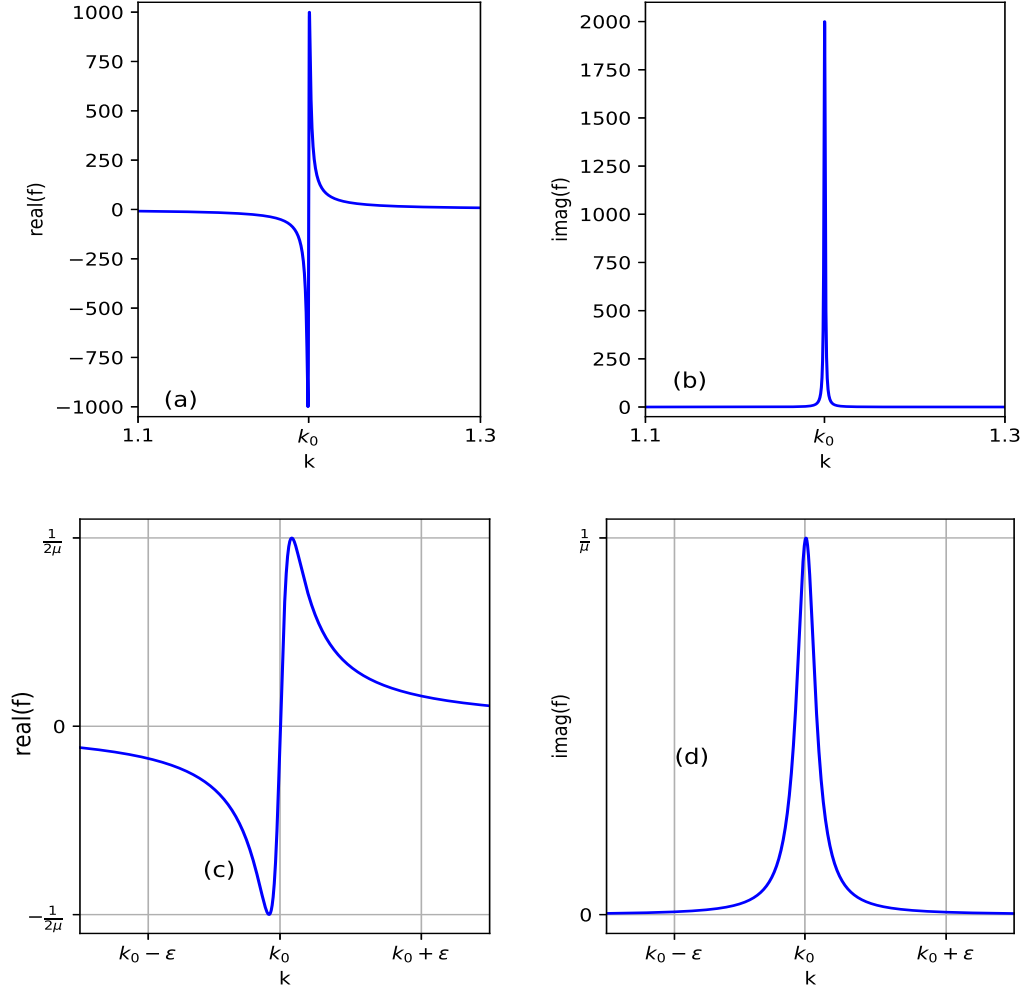 1000
750
500
250
0
−250
−500
−750
−1000
real(f)
(a)
1.1
k₀
1.3
k
2000
1750
1500
1250
1000
750
500
250
0
imag(f)
(b)
1.1
k₀
1.3
k
1/2μ
0
−1/2μ
real(f)
(c)
k₀ − ε
k₀
k₀ + ε
k
1/μ
0
imag(f)
(d)
k₀ − ε
k₀
k₀ + ε
k